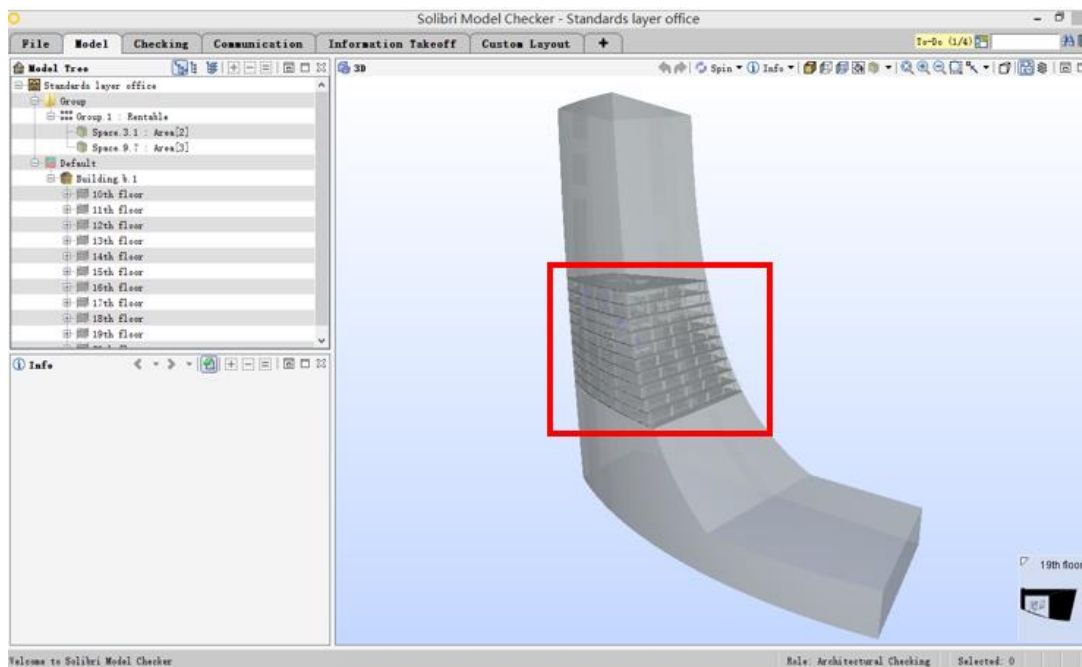 Solibri Model Checker - Standards layer office
File Model Checking Communication Information Takeoff Custom Layout + To-Do (1/4)
Model Tree
3D Spin Info
Standards layer office
Group
Group.1 : Rentable
Space.3.1 : Area[2]
Space.9.7 : Area[3]
Default
Building.b.1
10th floor
11th floor
12th floor
13th floor
14th floor
15th floor
16th floor
17th floor
18th floor
19th floor
Info
19th floor
Welcome to Solibri Model Checker Role: Architectural Checking Selected: 0